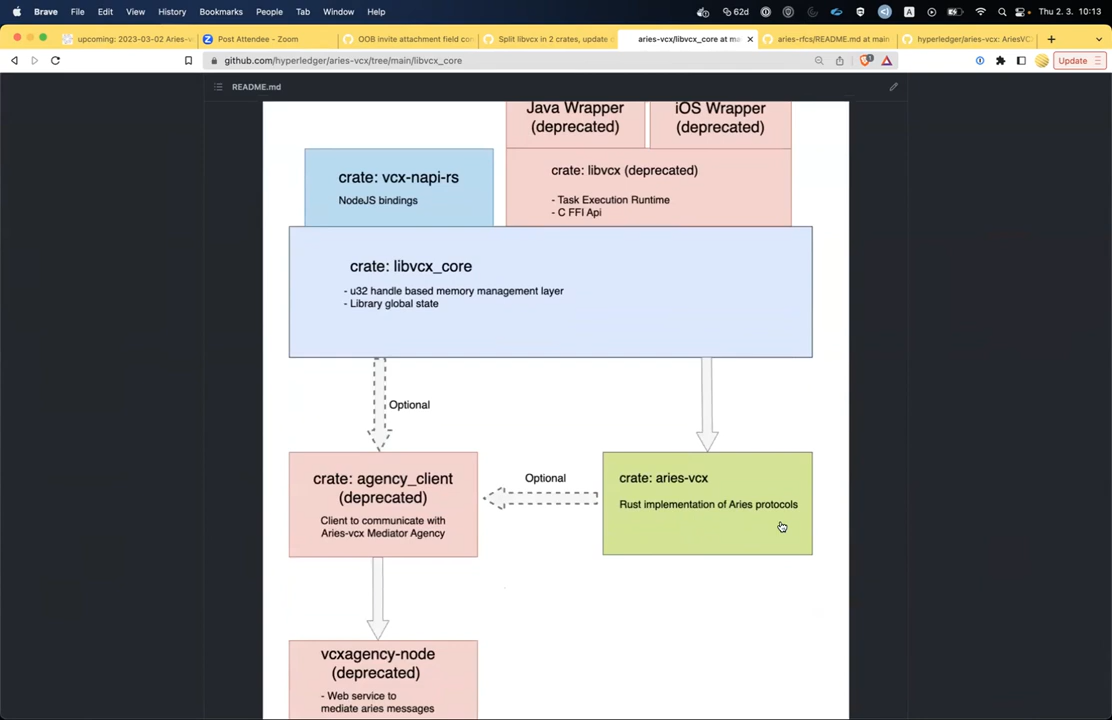 Brave File Edit View History Bookmarks People Tab Window Help 62d A Thu 2. 3. 10:13
upcoming: 2023-03-02 Aries-v
Post Attendee - Zoom
OOB invite attachment field con
Split libvcx in 2 crates, update d
aries-vcx/libvcx_core at ma
aries-rfcs/README.md at main
hyperledger/aries-vcx: AriesVCX
github.com/hyperledger/aries-vcx/tree/main/libvcx_core
Update
README.md
Java Wrapper
(deprecated)
iOS Wrapper
(deprecated)
crate: vcx-napi-rs
NodeJS bindings
crate: libvcx (deprecated)
- Task Execution Runtime
- C FFI Api
crate: libvcx_core
- u32 handle based memory management layer
- Library global state
Optional
crate: agency_client
(deprecated)
Client to communicate with
Aries-vcx Mediator Agency
Optional
crate: aries-vcx
Rust implementation of Aries protocols
vcxagency-node
(deprecated)
- Web service to
mediate aries messages